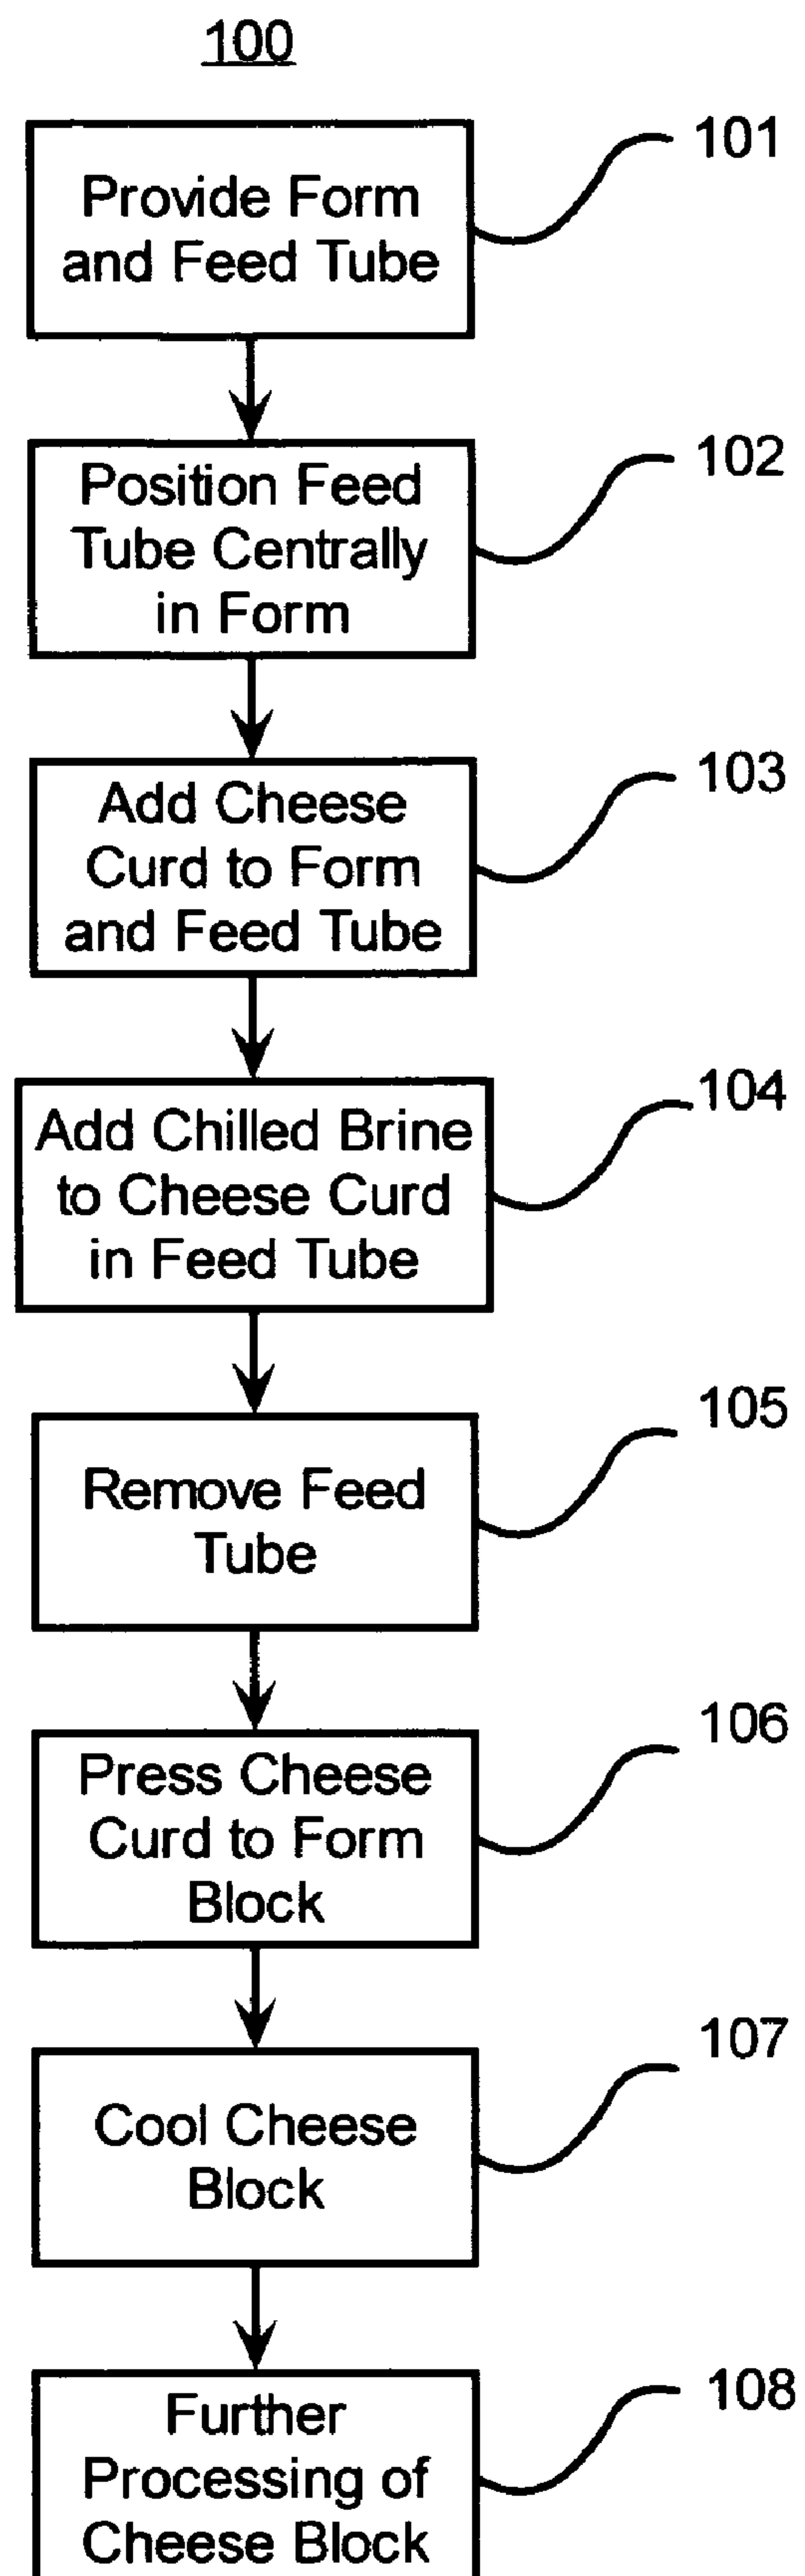 100
Provide Form
and Feed Tube
101
Position Feed
Tube Centrally
in Form
102
Add Cheese
Curd to Form
and Feed Tube
103
Add Chilled Brine
to Cheese Curd
in Feed Tube
104
Remove Feed
Tube
105
Press Cheese
Curd to Form
Block
106
Cool Cheese
Block
107
Further
Processing of
Cheese Block
108